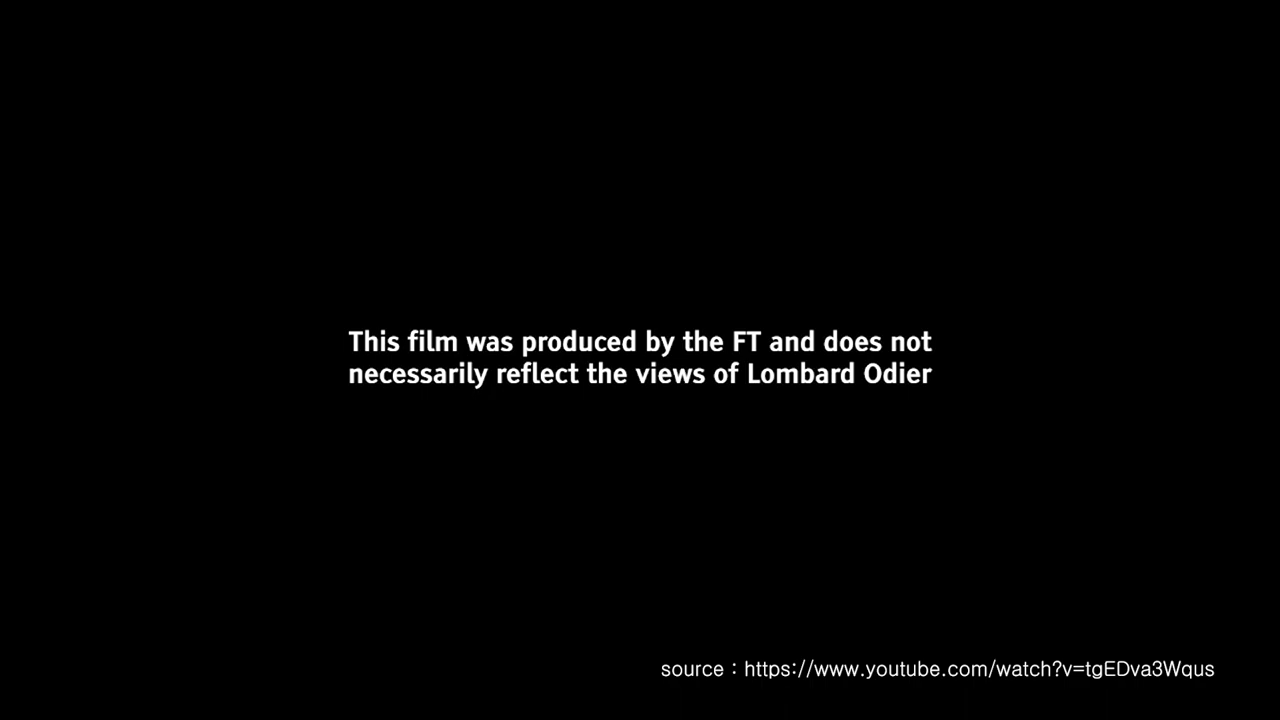 This film was produced by the FT and does not
necessarily reflect the views of Lombard Odier
source : https://www.youtube.com/watch?v=tgEDva3Wqus